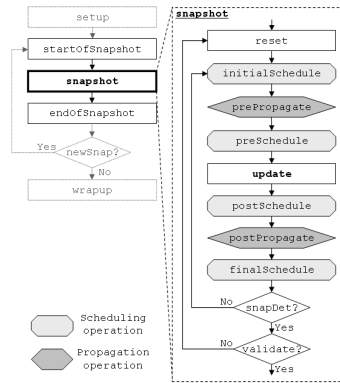 setup
startOfSnapshot
snapshot
endOfSnapshot
Yes
newSnap?
No
wrapup
Scheduling
operation
Propagation
operation
snapshot
reset
initialSchedule
prePropagate
preSchedule
update
postSchedule
postPropagate
finalSchedule
No
snapDet?
Yes
No
validate?
Yes